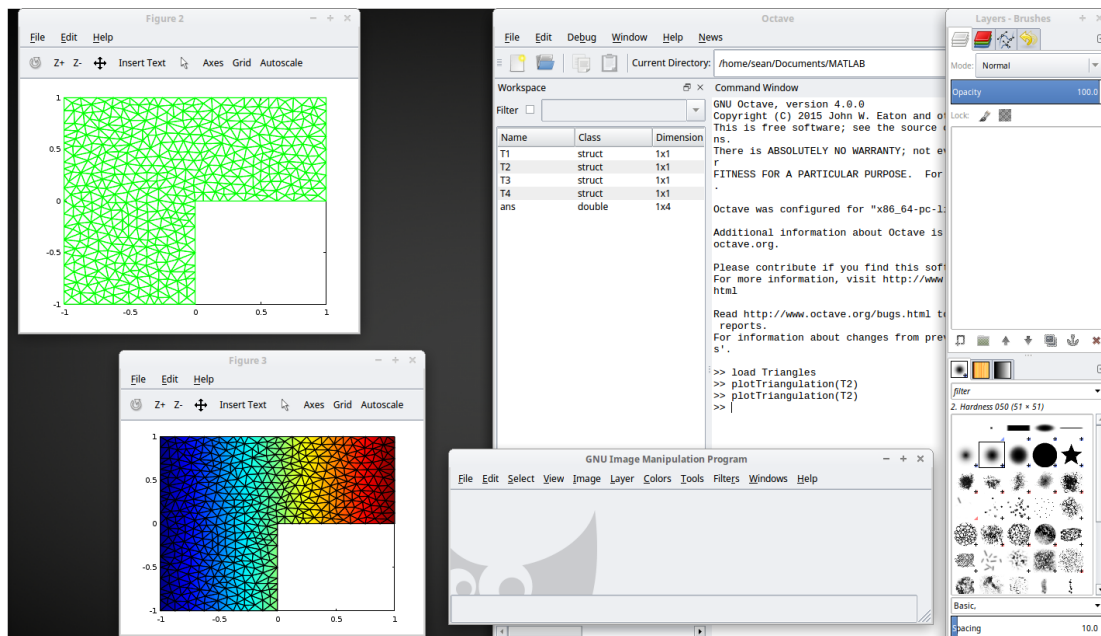 Figure 2
File Edit Help
Z+ Z- Insert Text Axes Grid Autoscale
1
0.5
0
-0.5
-1
-1 -0.5 0 0.5 1
Figure 3
File Edit Help
Z+ Z- Insert Text Axes Grid Autoscale
1
0.5
0
-0.5
-1
-1 -0.5 0 0.5 1
Octave
File Edit Debug Window Help News
Current Directory: /home/sean/Documents/MATLAB
Workspace
Filter
Name Class Dimension
T1 struct 1x1
T2 struct 1x1
T3 struct 1x1
T4 struct 1x1
ans double 1x4
Command Window
GNU Octave, version 4.0.0
Copyright (C) 2015 John W. Eaton and ot
This is free software; see the source c
ns.
There is ABSOLUTELY NO WARRANTY; not ev
r
FITNESS FOR A PARTICULAR PURPOSE.  For
.
Octave was configured for "x86_64-pc-li
Additional information about Octave is
octave.org.
Please contribute if you find this soft
For more information, visit http://www
html
Read http://www.octave.org/bugs.html to
reports.
For information about changes from prev
s'.
>> load Triangles
>> plotTriangulation(T2)
>> plotTriangulation(T2)
>>
GNU Image Manipulation Program
File Edit Select View Image Layer Colors Tools Filters Windows Help
Layers - Brushes
Mode: Normal
Opacity 100.0
Lock:
filter
2. Hardness 050 (51 × 51)
Basic,
Spacing 10.0